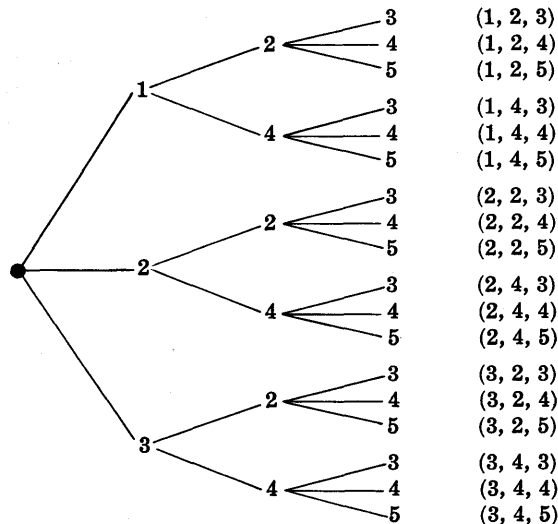 3 (1, 2, 3)
2 4 (1, 2, 4)
5 (1, 2, 5)
1
3 (1, 4, 3)
4 4 (1, 4, 4)
5 (1, 4, 5)
3 (2, 2, 3)
2 4 (2, 2, 4)
5 (2, 2, 5)
2
3 (2, 4, 3)
4 4 (2, 4, 4)
5 (2, 4, 5)
3 (3, 2, 3)
2 4 (3, 2, 4)
5 (3, 2, 5)
3
3 (3, 4, 3)
4 4 (3, 4, 4)
5 (3, 4, 5)